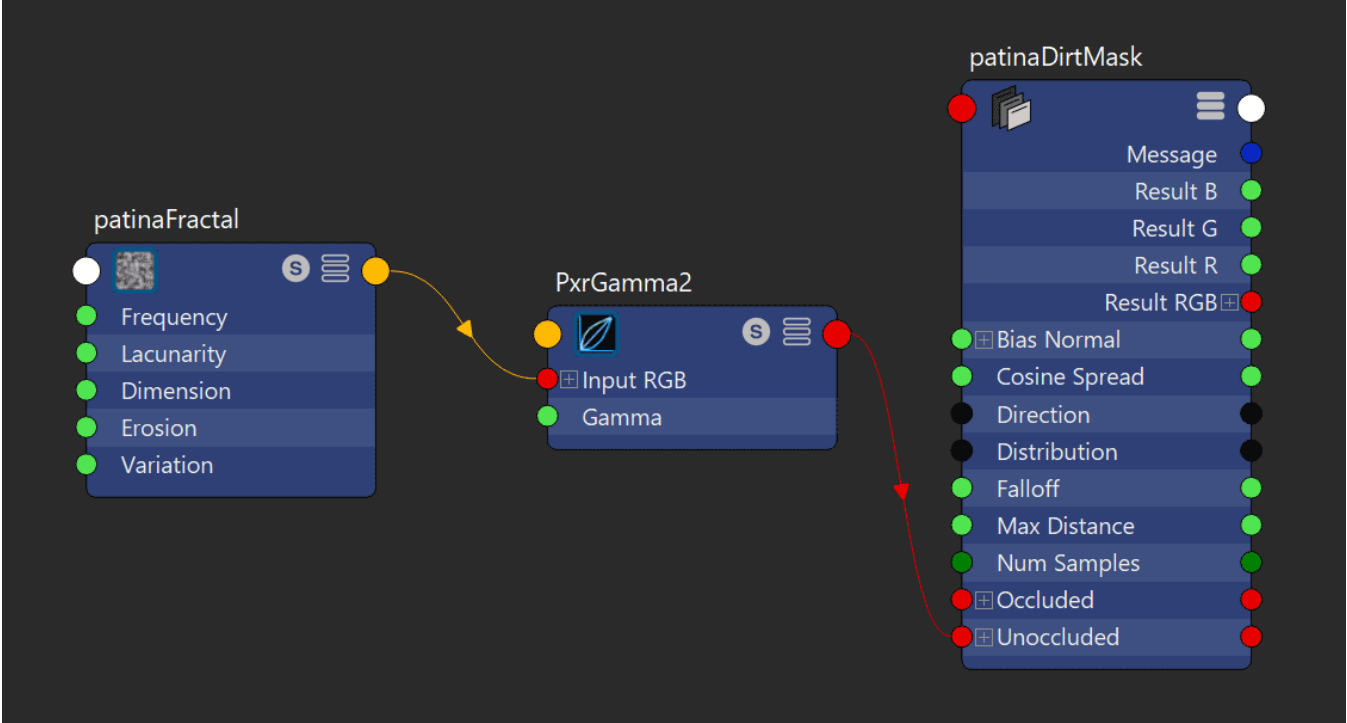 patinaFractal
S
Frequency
Lacunarity
Dimension
Erosion
Variation
PxrGamma2
S
Input RGB
Gamma
patinaDirtMask
Message
Result B
Result G
Result R
Result RGB
Bias Normal
Cosine Spread
Direction
Distribution
Falloff
Max Distance
Num Samples
Occluded
Unoccluded